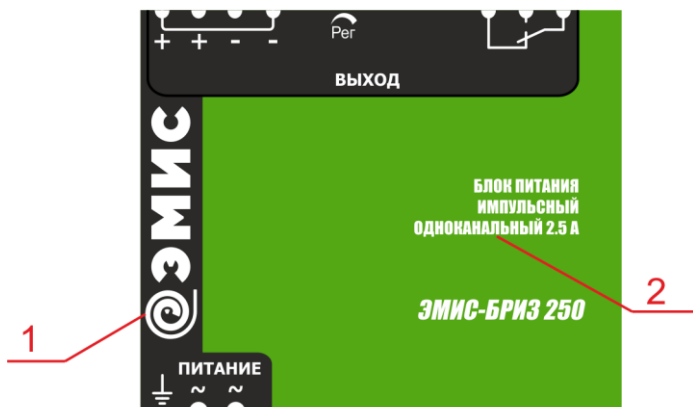 + + - -
Рег
ВЫХОД
ЭМИС
БЛОК ПИТАНИЯ
ИМПУЛЬСНЫЙ
ОДНОКАНАЛЬНЫЙ 2.5 А
2
ЭМИС-БРИЗ 250
1
ПИТАНИЕ
~ ~